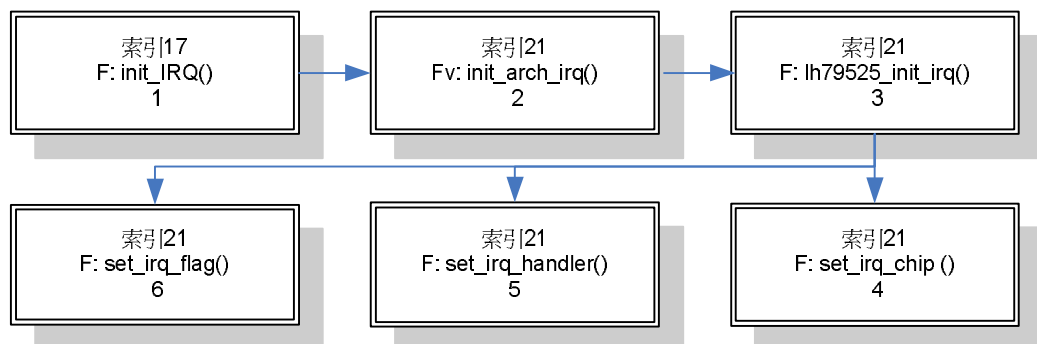 索引17
F: init_IRQ()
1
索引21
Fv: init_arch_irq()
2
索引21
F: lh79525_init_irq()
3
索引21
F: set_irq_flag()
6
索引21
F: set_irq_handler()
5
索引21
F: set_irq_chip ()
4